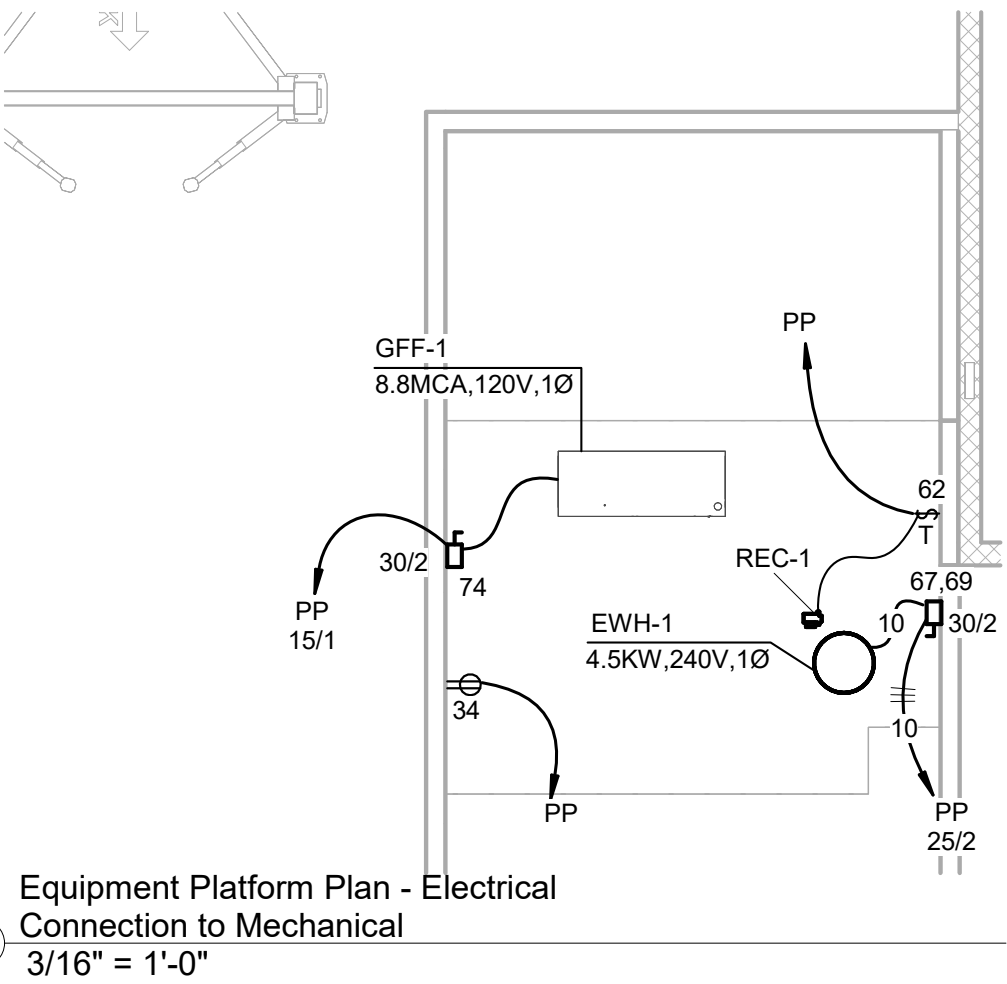 K
PP
GFF-1
8.8MCA,120V,1Ø
62
T
30/2
74
REC-1
67,69
PP
15/1
EWH-1
10
30/2
4.5KW,240V,1Ø
34
10
PP
PP
25/2
Equipment Platform Plan - Electrical
Connection to Mechanical
3/16" = 1'-0"